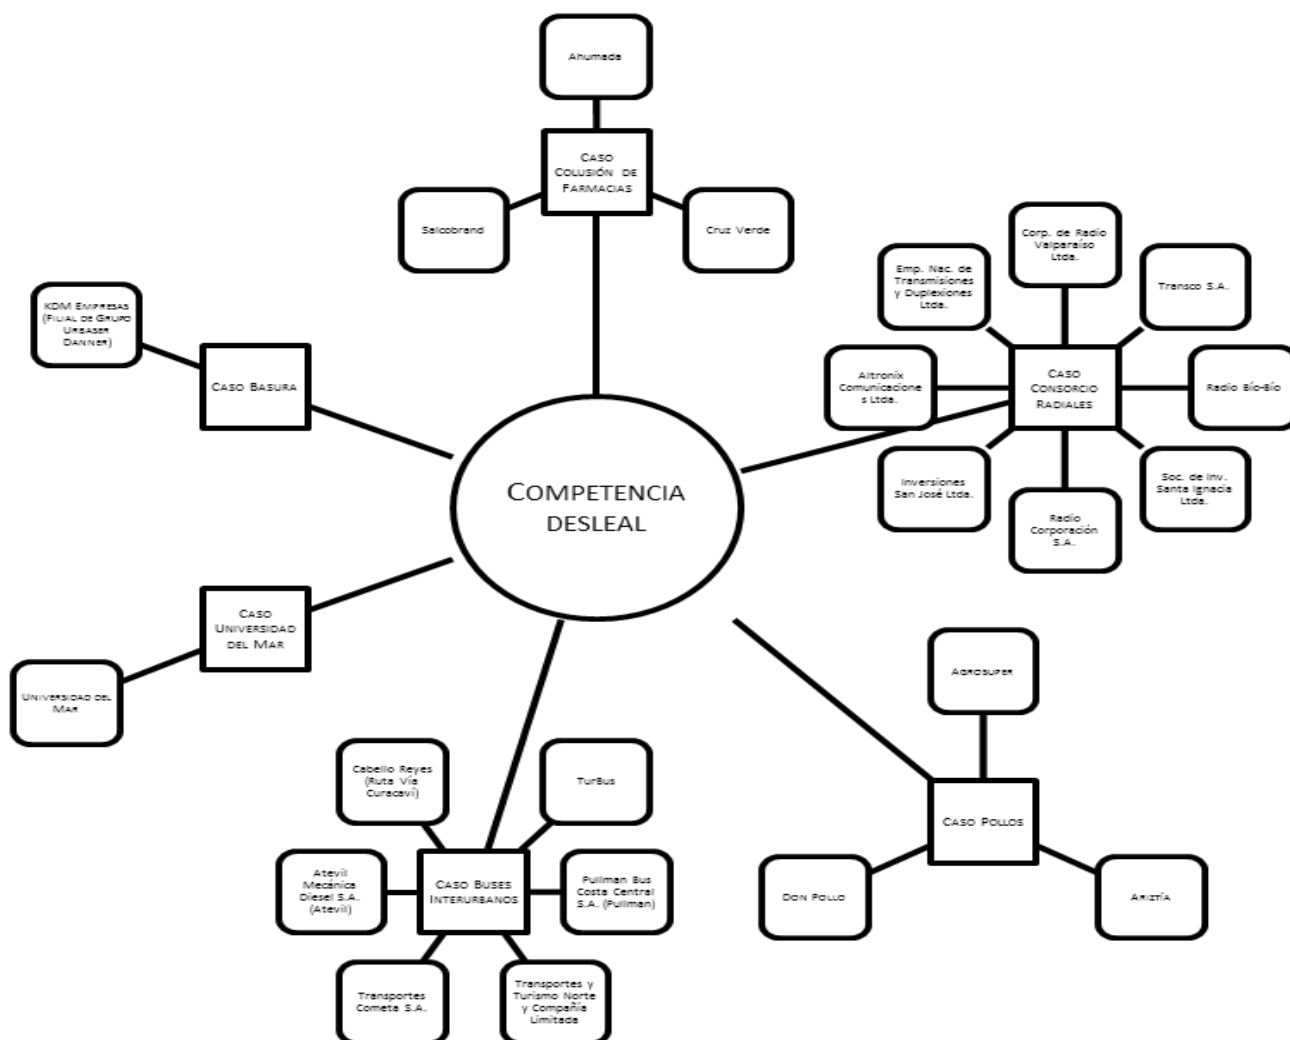 Ahumada
Caso
Colusión de
Farmacias
Salcobrand
Cruz Verde
Corp. de Radio
Valparaíso
Ltda.
Emp. Nac. de
Transmisiones
y Duplexiones
Ltda.
Transco S.A.
Altronix
Comunicacione
s Ltda.
Caso
Consorcio
Radiales
Radio Bío-Bío
Inversiones
San José Ltda.
Radio
Corporación
S.A.
Soc. de Inv.
Santa Ignacia
Ltda.
KDM Empresas
(Filial de Grupo
Urbaser
Danner)
Caso Basura
Competencia
desleal
Caso
Universidad
del Mar
Universidad del
Mar
Agrosuper
Caso Pollos
Don Pollo
Ariztía
Cabello Reyes
(Ruta Vía
Curacaví)
TurBus
Atevil
Mecánica
Diesel S.A.
(Atevil)
Caso Buses
Interurbanos
Pullman Bus
Costa Central
S.A. (Pullman)
Transportes
Cometa S.A.
Transportes y
Turismo Norte
y Compañía
Limitada